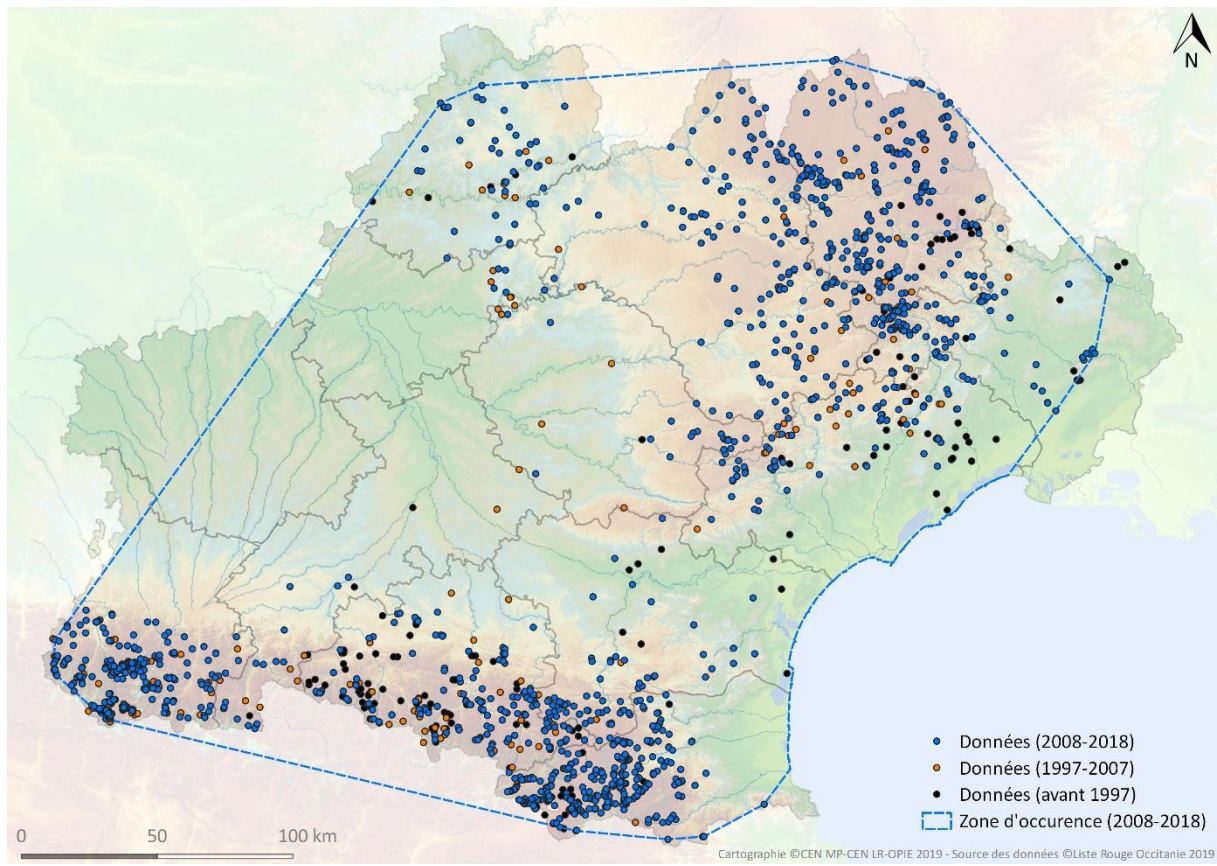 N
Données (2008-2018)
Données (1997-2007)
Données (avant 1997)
Zone d'occurence (2008-2018)
0 50 100 km
Cartographie ©CEN MP-CEN LR-OPIE 2019 - Source des données ©Liste Rouge Occitanie 2019